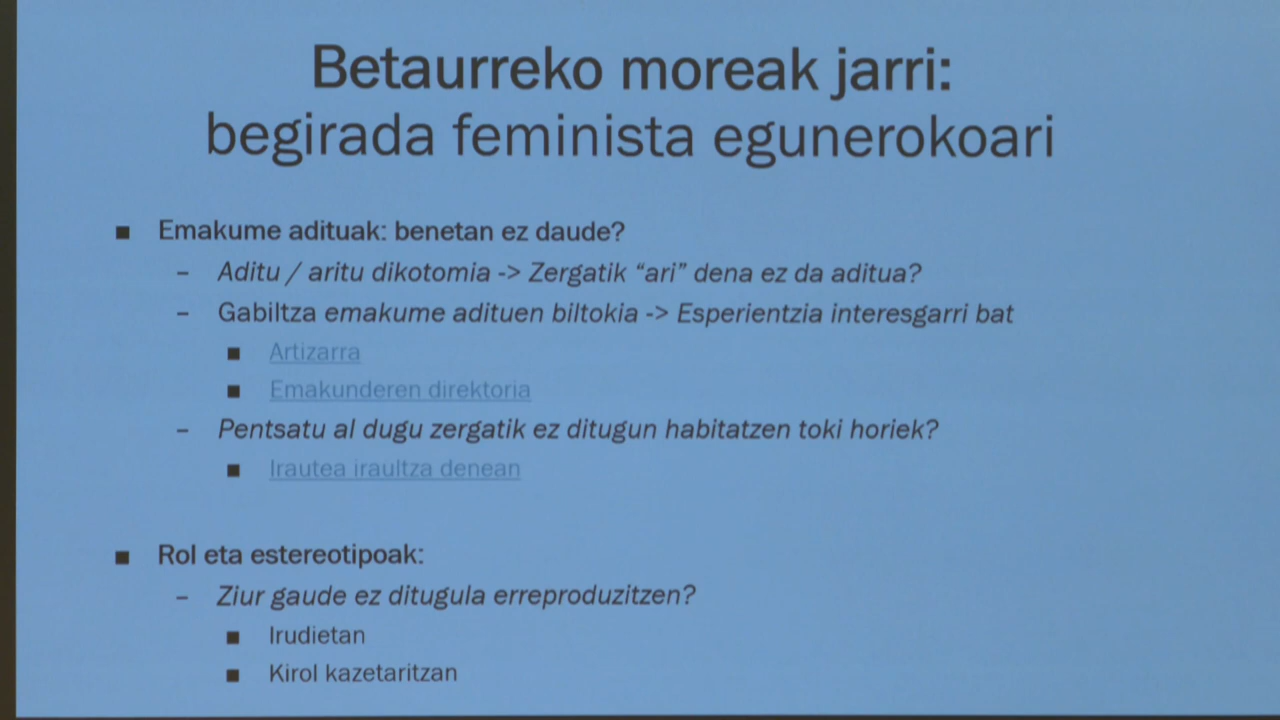 Betaurreko moreak jarri:
begirada feminista egunerokoari
■ Emakume adituak: benetan ez daude?
– Aditu / aritu dikotomia -> Zergatik “ari” dena ez da aditua?
– Gabiltza emakume adituen biltokia -> Esperientzia interesgarri bat
■ Artizarra
■ Emakunderen direktoria
– Pentsatu al dugu zergatik ez ditugun habitatzen toki horiek?
■ Irautea iraultza denean
■ Rol eta estereotipoak:
– Ziur gaude ez ditugula erreproduzitzen?
■ Irudietan
■ Kirol kazetaritzan